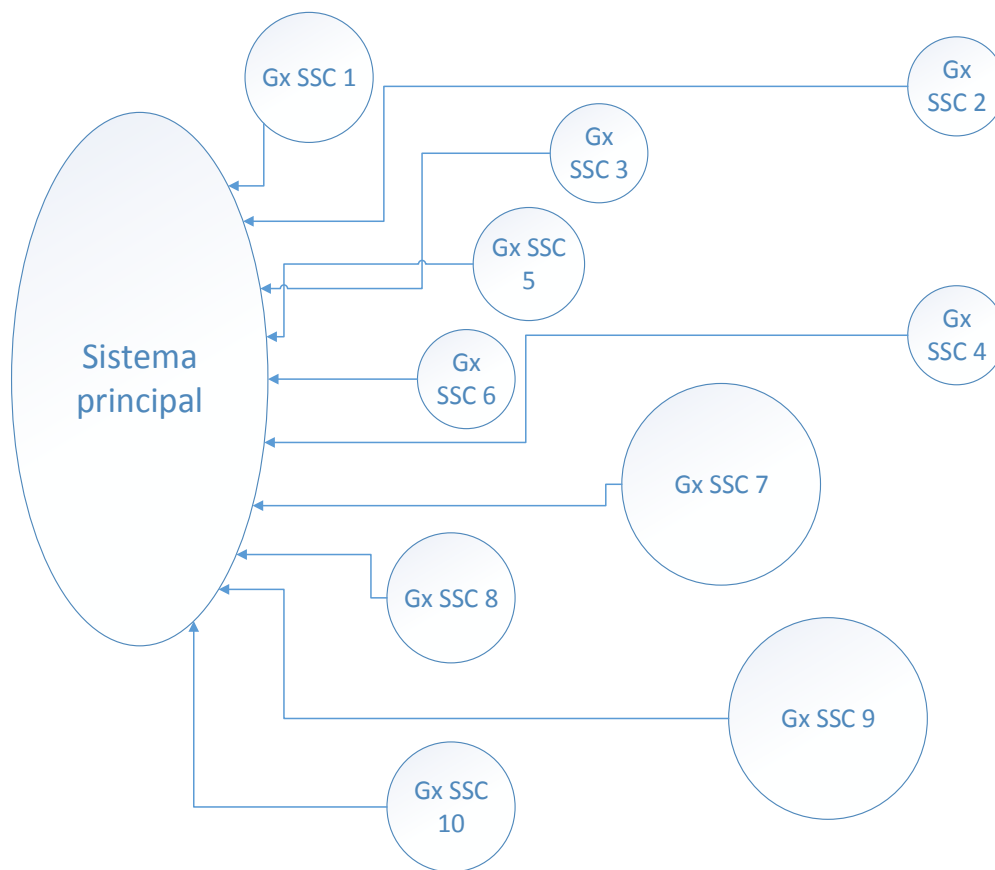 Gx SSC 1
Gx
SSC 2
Gx
SSC 3
Gx SSC
5
Gx
SSC 4
Sistema
principal
Gx
SSC 6
Gx SSC 7
Gx SSC 8
Gx SSC 9
Gx SSC
10